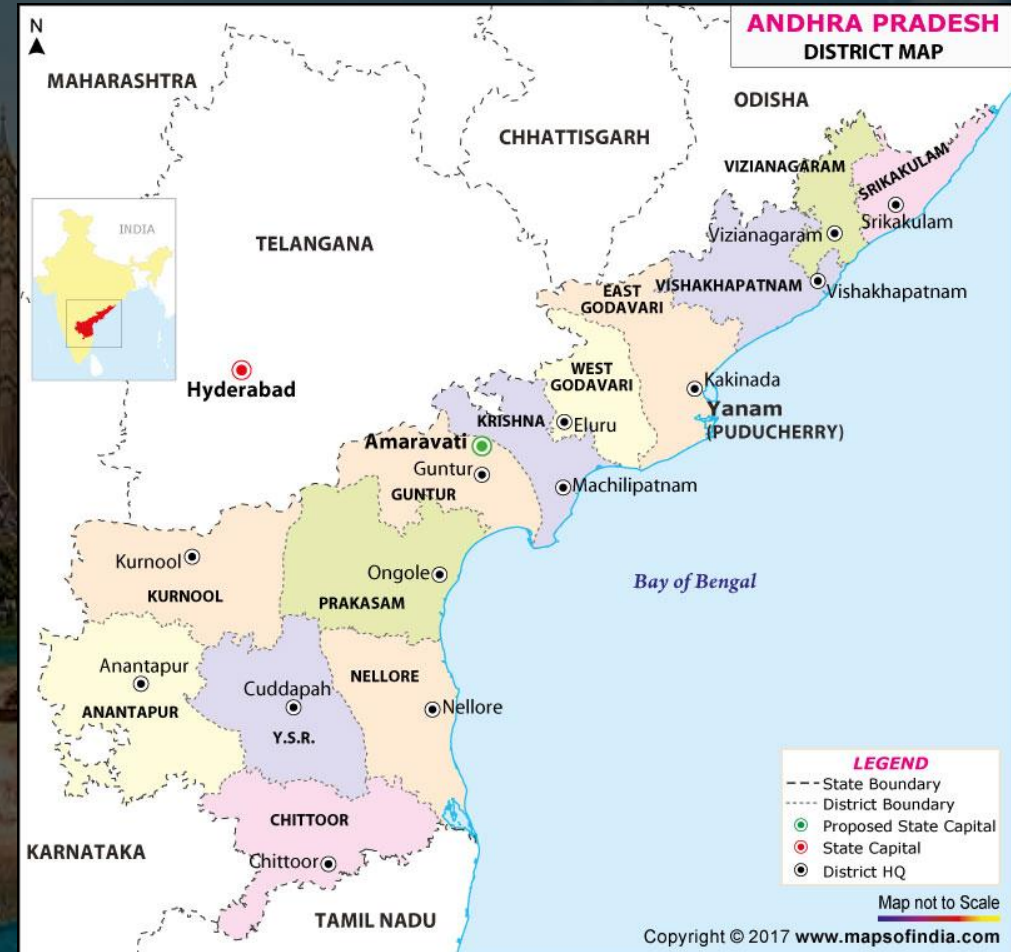 ANDHRA PRADESH
DISTRICT MAP
N
MAHARASHTRA
ODISHA
CHHATTISGARH
VIZIANAGARAM
SRIKAKULAM
Srikakulam
INDIA
TELANGANA
Vizianagaram
VISHAKHAPATNAM
Vishakhapatnam
EAST
GODAVARI
WEST
GODAVARI
Hyderabad
Kakinada
Yanam
(PUDUCHERRY)
KRISHNA
Eluru
Amaravati
Guntur
GUNTUR
Machilipatnam
Kurnool
KURNOOL
Ongole
PRAKASAM
Bay of Bengal
Anantapur
ANANTAPUR
Cuddapah
Y.S.R.
NELLORE
Nellore
CHITTOOR
Chittoor
KARNATAKA
TAMIL NADU
LEGEND
State Boundary
District Boundary
Proposed State Capital
State Capital
District HQ
Map not to Scale
Copyright © 2017 www.mapsofindia.com